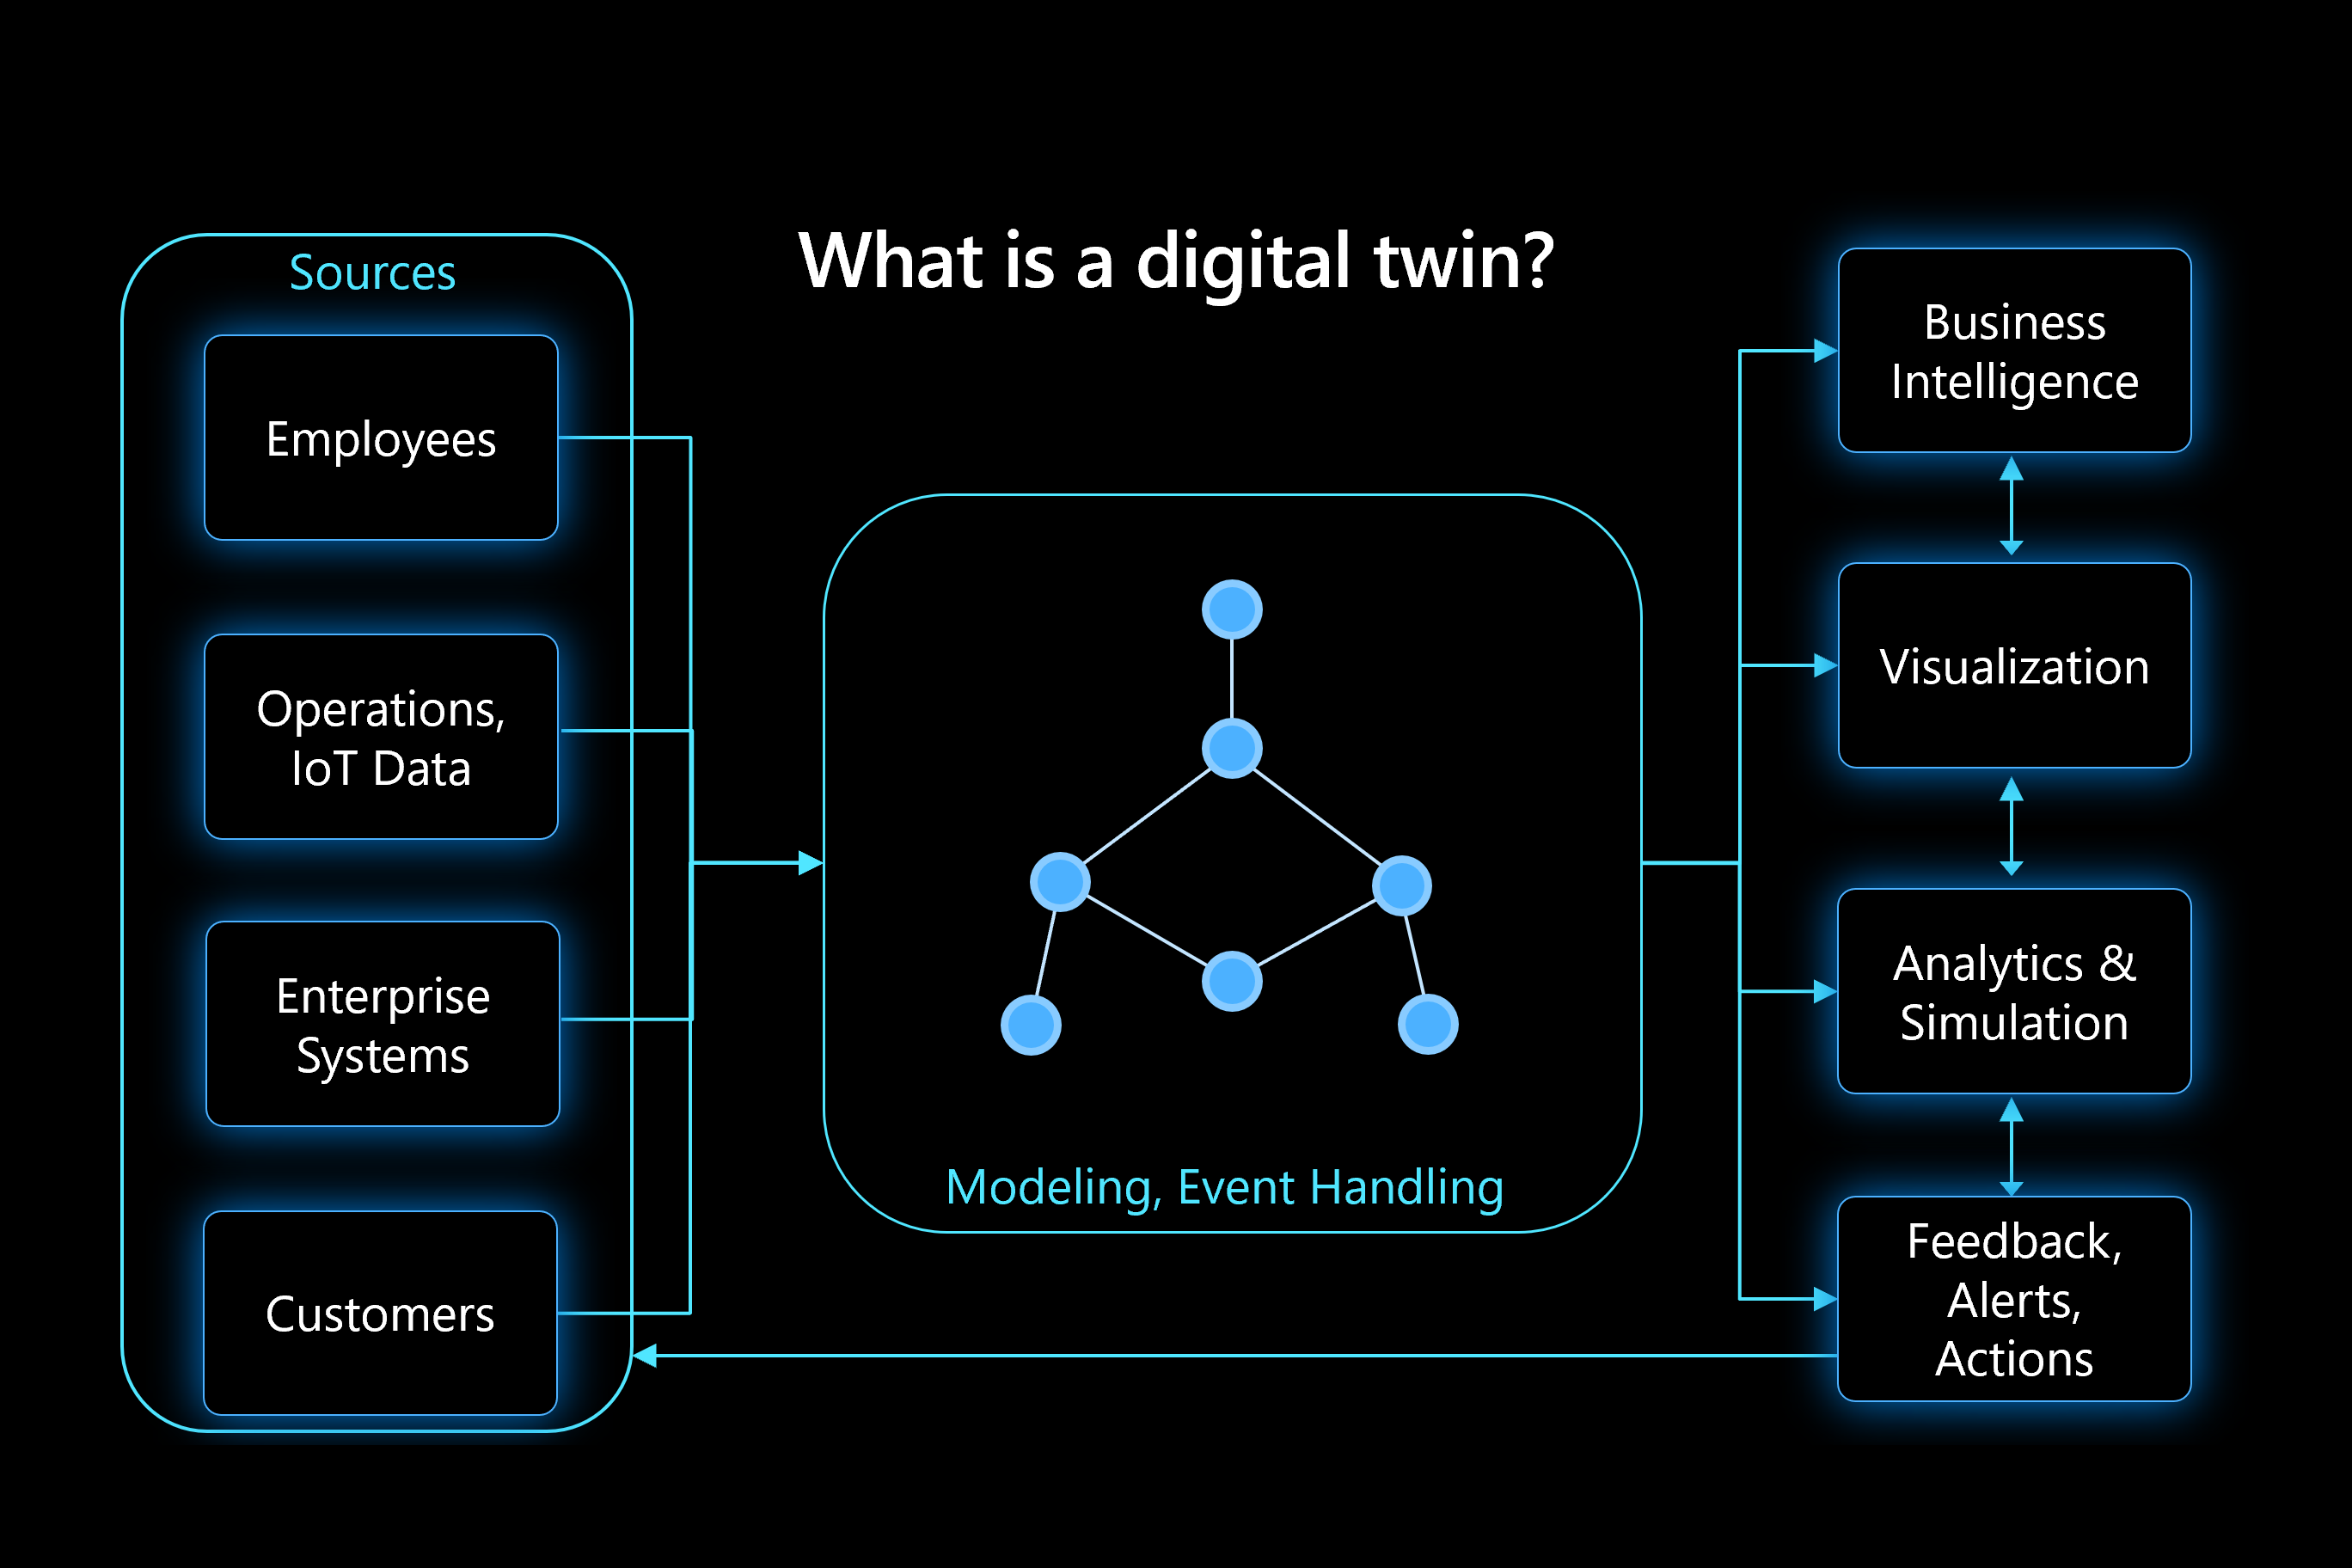 What is a digital twin?
Sources
Employees
Operations,
IoT Data
Enterprise
Systems
Customers
Modeling, Event Handling
Business
Intelligence
Visualization
Analytics &
Simulation
Feedback,
Alerts,
Actions